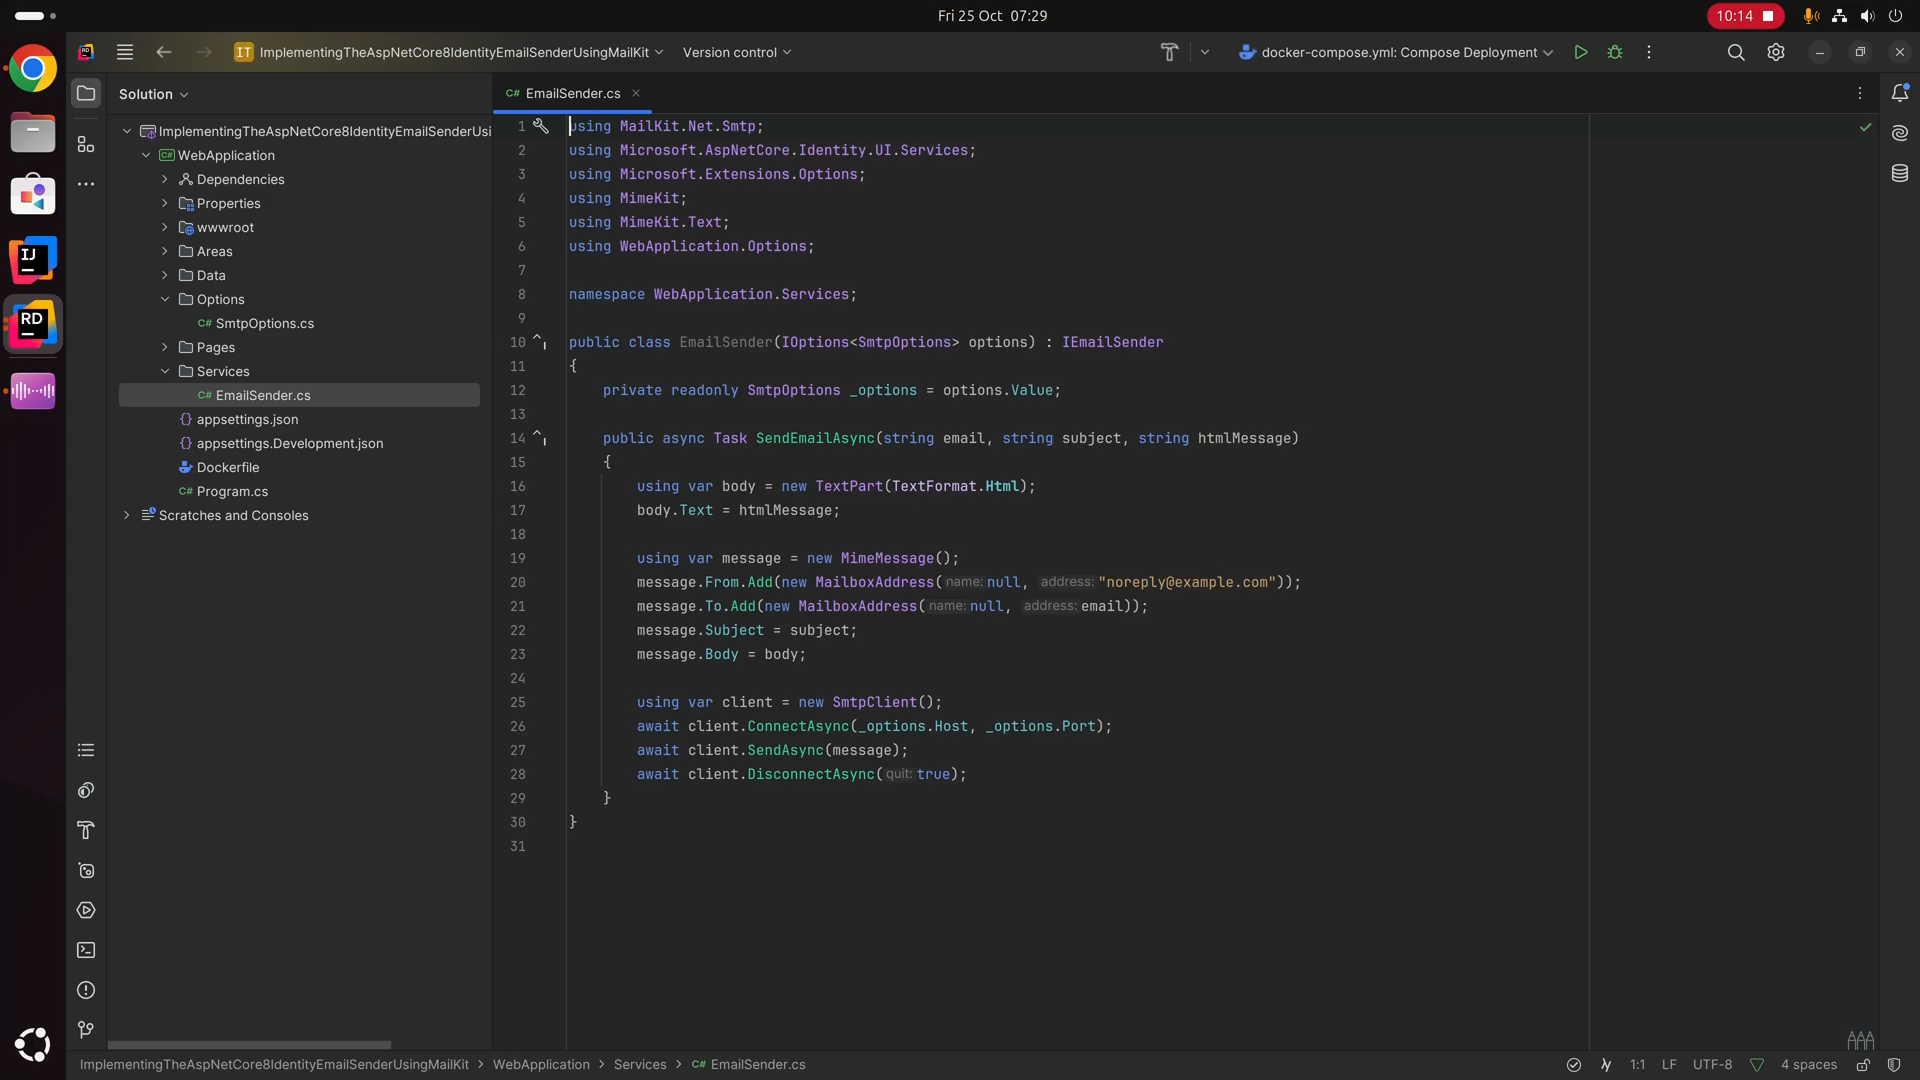 Fri 25 Oct 07:29
10:14
IT ImplementingTheAspNetCore8IdentityEmailSenderUsingMailKit
Version control
docker-compose.yml: Compose Deployment
Solution
ImplementingTheAspNetCore8IdentityEmailSenderUsi
C# WebApplication
Dependencies
Properties
wwwroot
Areas
Data
Options
C# SmtpOptions.cs
Pages
Services
C# EmailSender.cs
{} appsettings.json
{} appsettings.Development.json
Dockerfile
C# Program.cs
Scratches and Consoles
IJ
RD
C# EmailSender.cs
1 using MailKit.Net.Smtp;
2 using Microsoft.AspNetCore.Identity.UI.Services;
3 using Microsoft.Extensions.Options;
4 using MimeKit;
5 using MimeKit.Text;
6 using WebApplication.Options;
7
8 namespace WebApplication.Services;
9
10 public class EmailSender(IOptions<SmtpOptions> options) : IEmailSender
11 {
12 private readonly SmtpOptions _options = options.Value;
13
14 public async Task SendEmailAsync(string email, string subject, string htmlMessage)
15 {
16 using var body = new TextPart(TextFormat.Html);
17 body.Text = htmlMessage;
18
19 using var message = new MimeMessage();
20 message.From.Add(new MailboxAddress( name: null, address: "noreply@example.com"));
21 message.To.Add(new MailboxAddress( name: null, address: email));
22 message.Subject = subject;
23 message.Body = body;
24
25 using var client = new SmtpClient();
26 await client.ConnectAsync(_options.Host, _options.Port);
27 await client.SendAsync(message);
28 await client.DisconnectAsync( quit: true);
29 }
30 }
31
ImplementingTheAspNetCore8IdentityEmailSenderUsingMailKit > WebApplication > Services > C# EmailSender.cs
1:1 LF UTF-8 4 spaces